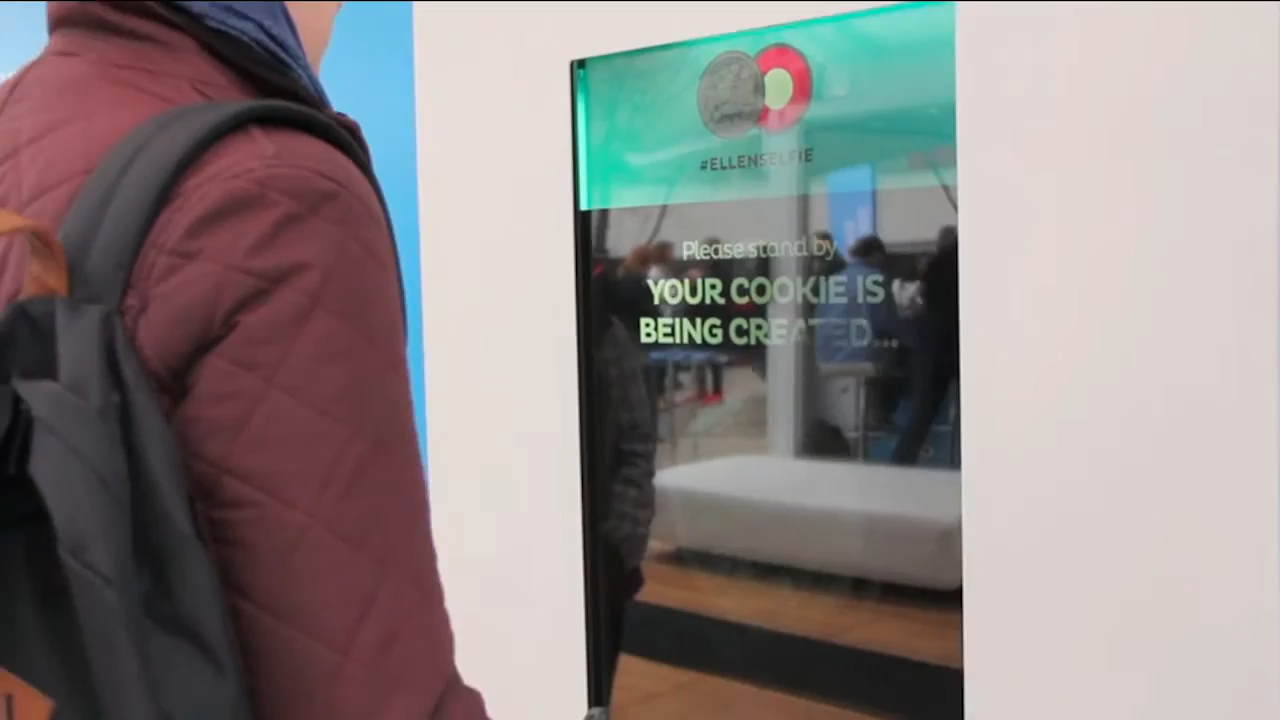 #ELLENSELFIE
Please stand by
YOUR COOKIE IS
BEING CREATED...